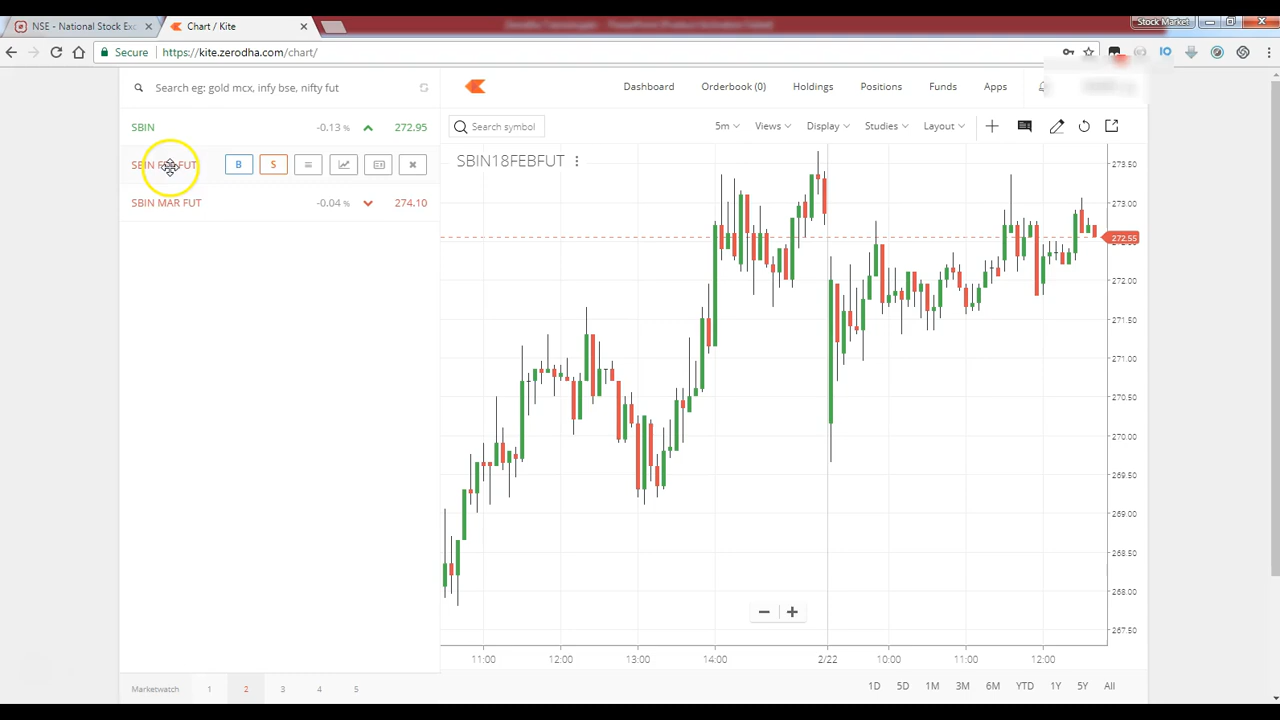 NSE - National Stock Exc
Chart / Kite
Stock Market
Secure
https://kite.zerodha.com/chart/
IO
Search eg: gold mcx, infy bse, nifty fut
Dashboard
Orderbook (0)
Holdings
Positions
Funds
Apps
SBIN
-0.13 %
272.95
Search symbol
5m
Views
Display
Studies
Layout
SBIN FUT
B
S
SBIN18FEBFUT
SBIN MAR FUT
-0.04 %
274.10
273.50
273.00
272.55
272.00
271.50
271.00
270.50
270.00
269.50
269.00
268.50
268.00
267.50
11:00
12:00
13:00
14:00
2/22
10:00
11:00
12:00
Marketwatch
1
2
3
4
5
1D
5D
1M
3M
6M
YTD
1Y
5Y
All